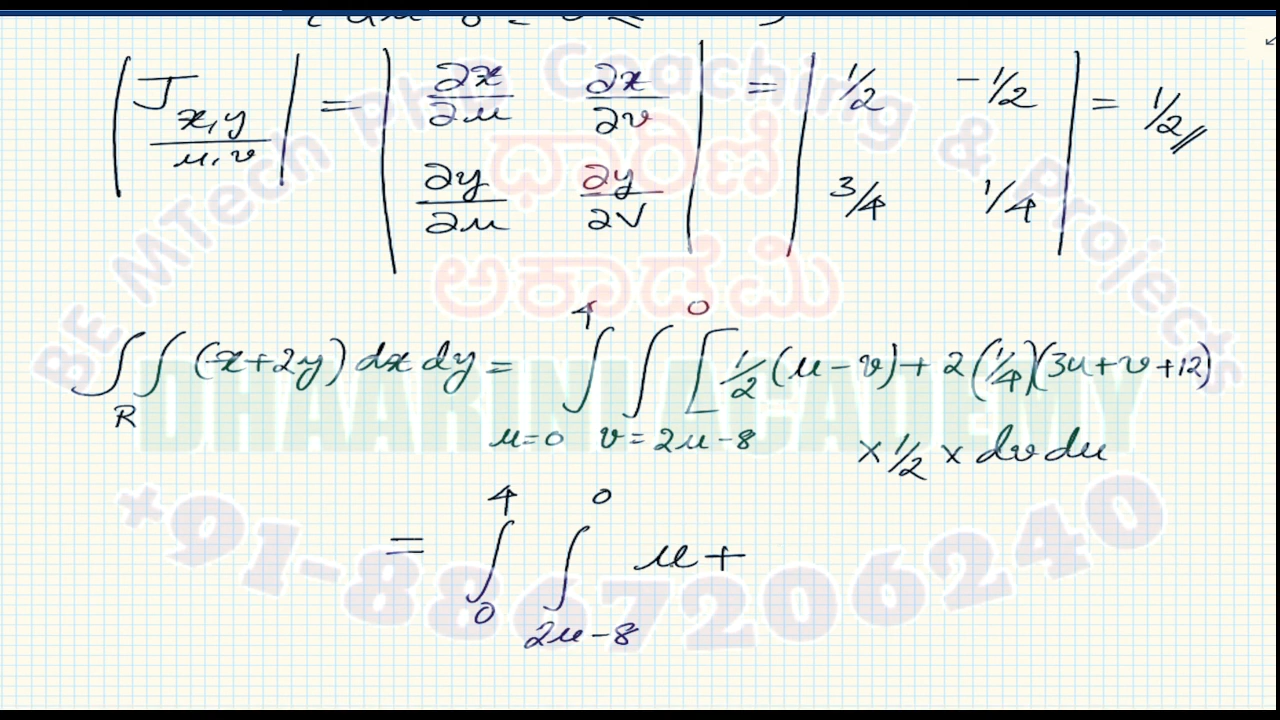 |J x,y / u,v| = | ∂x/∂u ∂x/∂v | = | 1/2 -1/2 | = 1/2
| ∂y/∂u ∂y/∂v | | 3/4 1/4 |
∫∫ R (-x+2y) dx dy = ∫ u=0 4 ∫ v=2u-8 0 [ 1/2 (u-v) + 2 (1/4)(3u+v+12)
× 1/2 × dv du
= ∫ 0 4 ∫ 2u-8 0 u +
BE MTech PhD Coaching & Projects
ಧಾರಿಣಿ
ಅಕಾಡಮಿ
DHAARINI ACADEMY
+91-8867206240